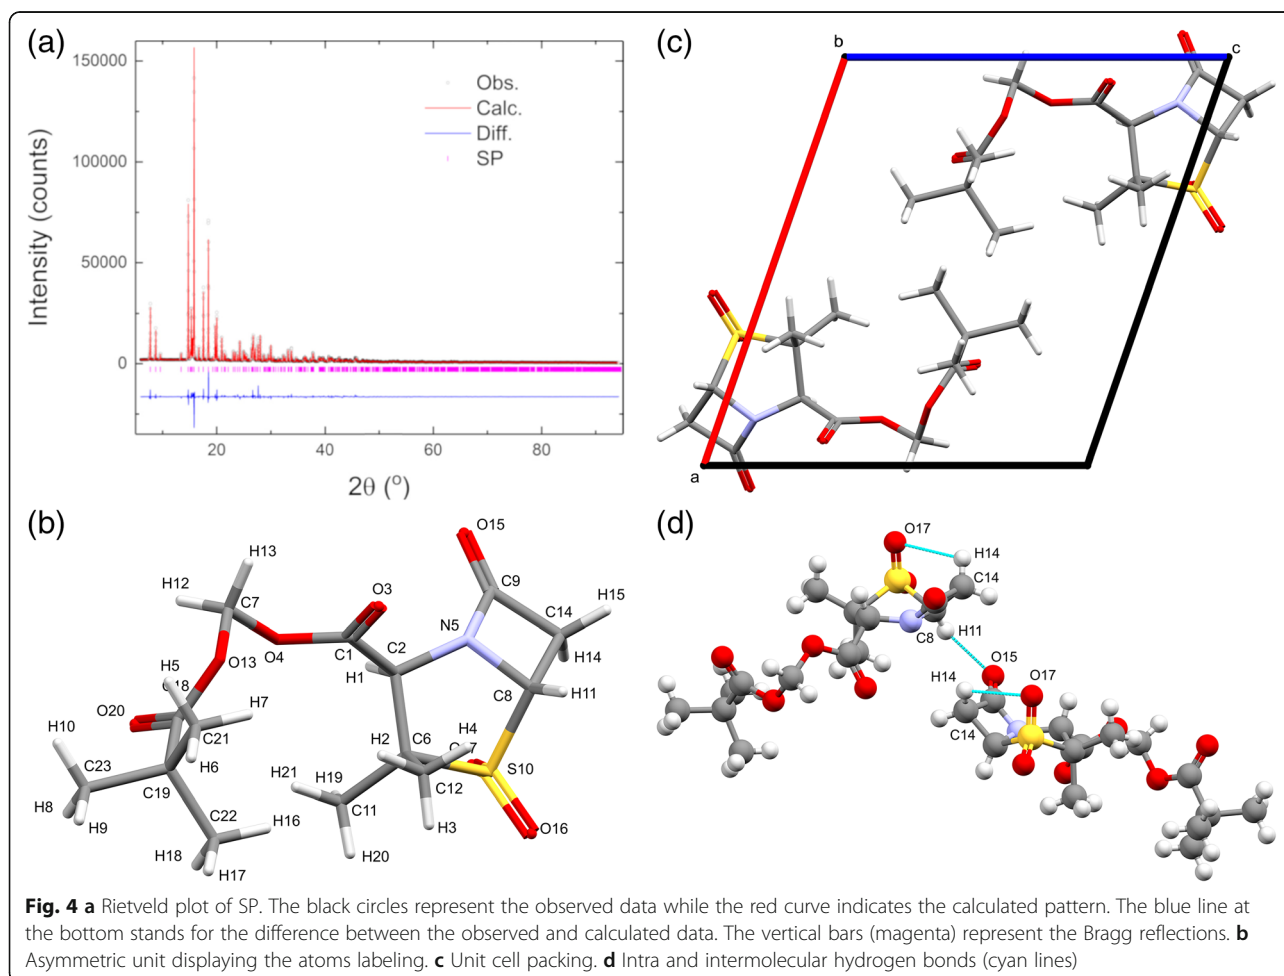 (a)
Intensity (counts)
150000
100000
50000
0
Obs.
Calc.
Diff.
SP
20
40
60
80
2θ (°)
(c)
b
c
a
(b)
O15
H13
H12
C7
O3
C9
H15
C14
N5
O13
O4
C1
C2
H14
H5
H1
C8
H11
C18
H7
O20
H10
C21
H4
H2
C6
C17
H6
S10
C23
H21
H19
C12
C19
H8
C11
O16
H9
C22
H16
H3
H18
H20
H17
(d)
O17
H14
C14
C8
H11
O15
H14
O17
C14
Fig. 4 a Rietveld plot of SP. The black circles represent the observed data while the red curve indicates the calculated pattern. The blue line at
the bottom stands for the difference between the observed and calculated data. The vertical bars (magenta) represent the Bragg reflections. b
Asymmetric unit displaying the atoms labeling. c Unit cell packing. d Intra and intermolecular hydrogen bonds (cyan lines)